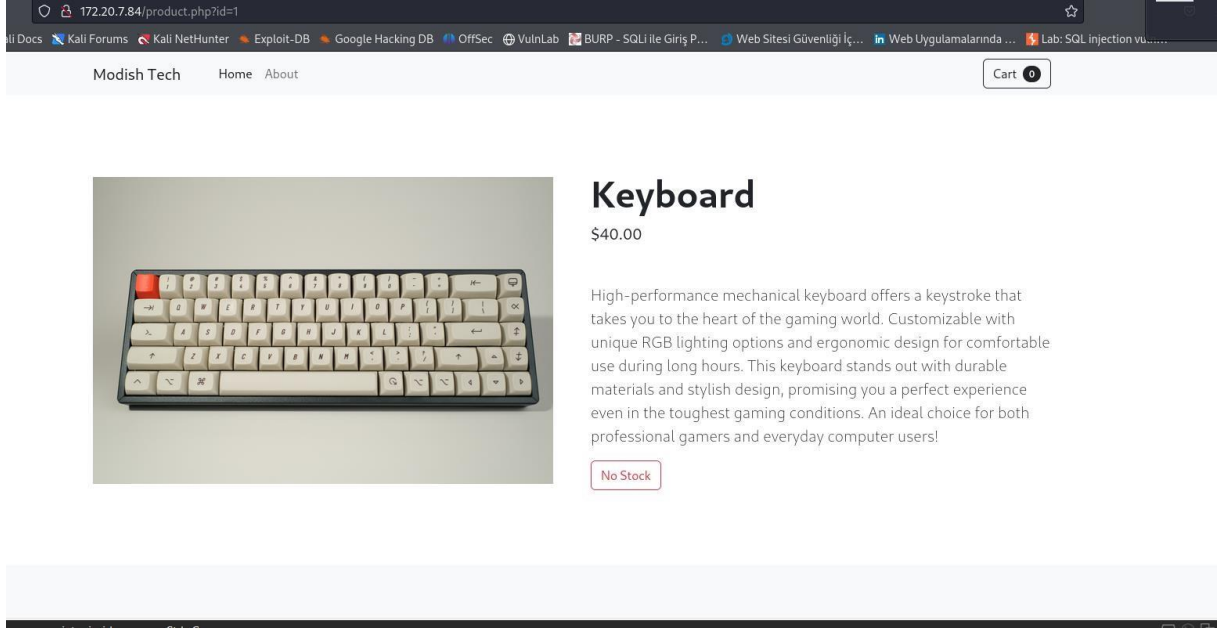 172.20.7.84/product.php?id=1
ali Docs Kali Forums Kali NetHunter Exploit-DB Google Hacking DB OffSec VulnLab BURP - SQLi ile Giriş P... Web Sitesi Güvenliği İç... in Web Uygulamalarında ... Lab: SQL injection
Modish Tech Home About Cart 0
Keyboard
$40.00
High-performance mechanical keyboard offers a keystroke that
takes you to the heart of the gaming world. Customizable with
unique RGB lighting options and ergonomic design for comfortable
use during long hours. This keyboard stands out with durable
materials and stylish design, promising you a perfect experience
even in the toughest gaming conditions. An ideal choice for both
professional gamers and everyday computer users!
No Stock